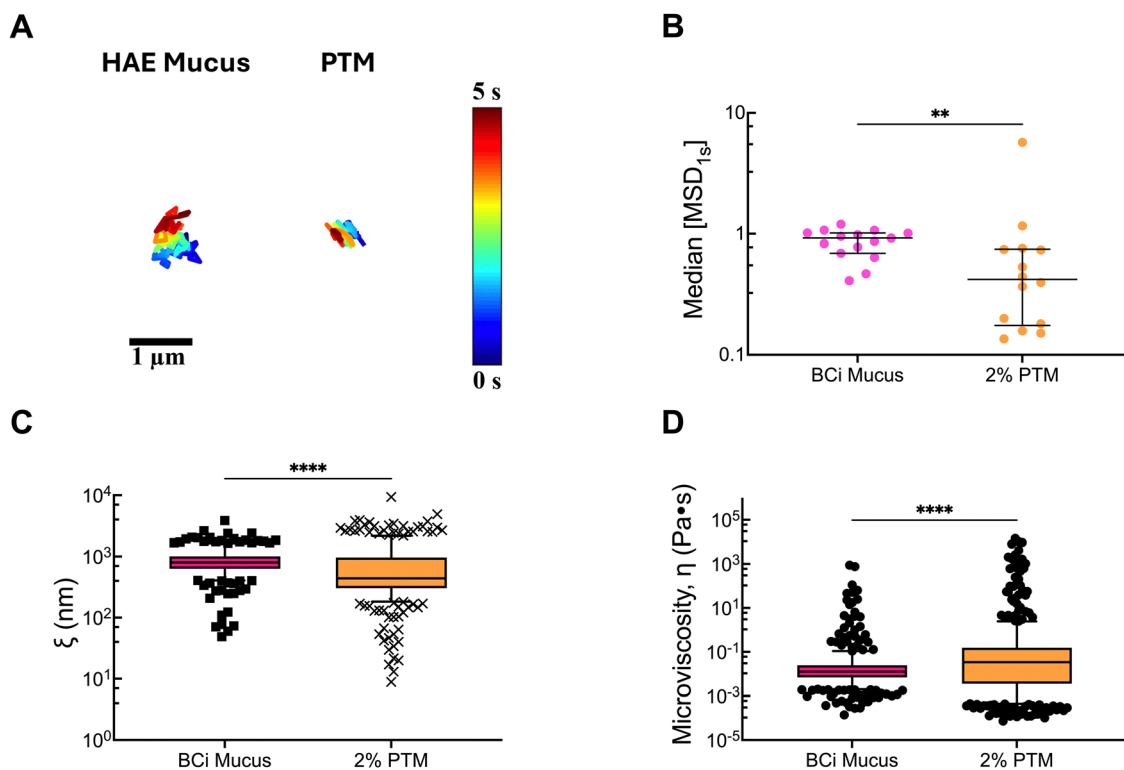 A
HAE Mucus PTM
5 s
0 s
1 µm
B
**
Median [MSD1s]
10
1
0.1
BCi Mucus 2% PTM
C
****
ξ (nm)
10⁴
10³
10²
10¹
10⁰
BCi Mucus 2% PTM
D
****
Microviscosity, η (Pa•s)
10⁵
10³
10¹
10⁻¹
10⁻³
10⁻⁵
BCi Mucus 2% PTM